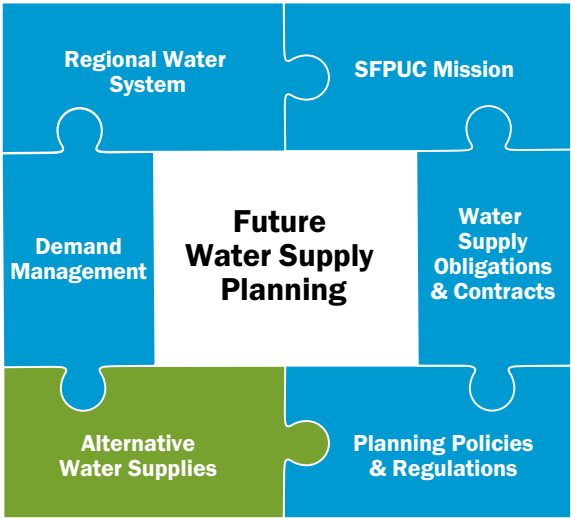 Regional Water
System
SFPUC Mission
Future
Water Supply
Planning
Demand
Management
Water
Supply
Obligations
& Contracts
Alternative
Water Supplies
Planning Policies
& Regulations